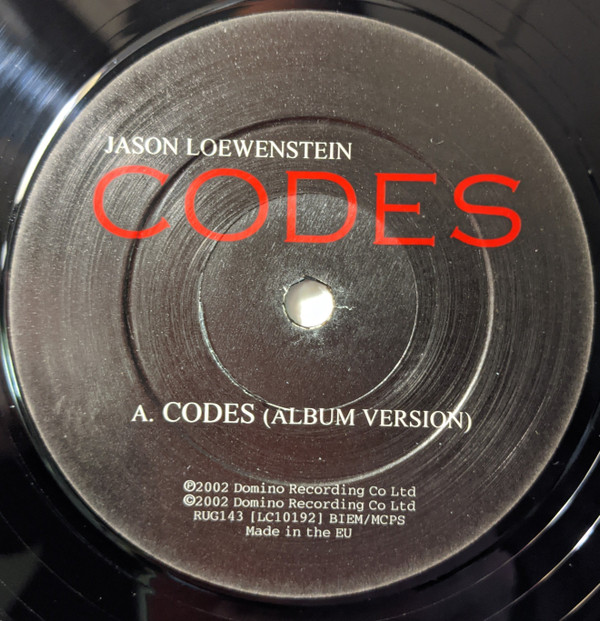 JASON LOEWENSTEIN
CODES
A. CODES (ALBUM VERSION)
℗2002 Domino Recording Co Ltd
©2002 Domino Recording Co Ltd
RUG143 [LC10192] BIEM/MCPS
Made in the EU